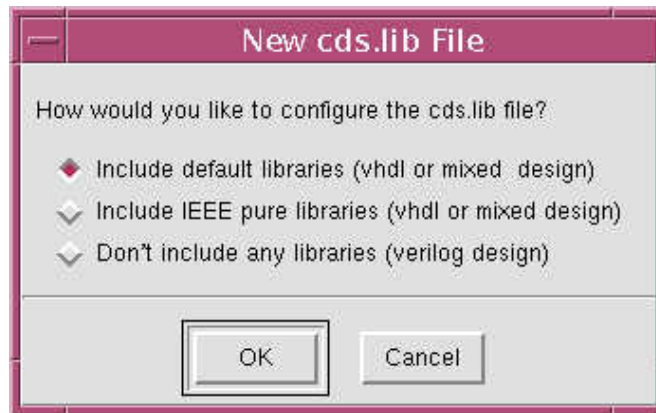 New cds.lib File
How would you like to configure the cds.lib file?
Include default libraries (vhdl or mixed design)
Include IEEE pure libraries (vhdl or mixed design)
Don't include any libraries (verilog design)
OK
Cancel